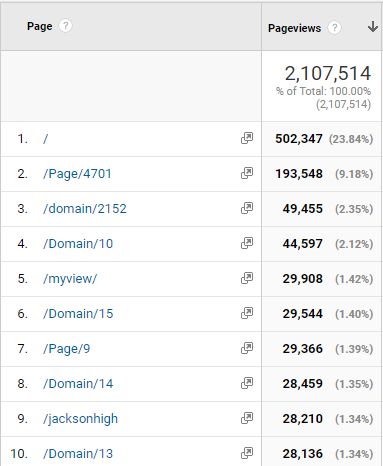 Page ? Pageviews ?
2,107,514
% of Total: 100.00%
(2,107,514)
1. / 502,347 (23.84%)
2. /Page/4701 193,548 (9.18%)
3. /domain/2152 49,455 (2.35%)
4. /Domain/10 44,597 (2.12%)
5. /myview/ 29,908 (1.42%)
6. /Domain/15 29,544 (1.40%)
7. /Page/9 29,366 (1.39%)
8. /Domain/14 28,459 (1.35%)
9. /jacksonhigh 28,210 (1.34%)
10. /Domain/13 28,136 (1.34%)